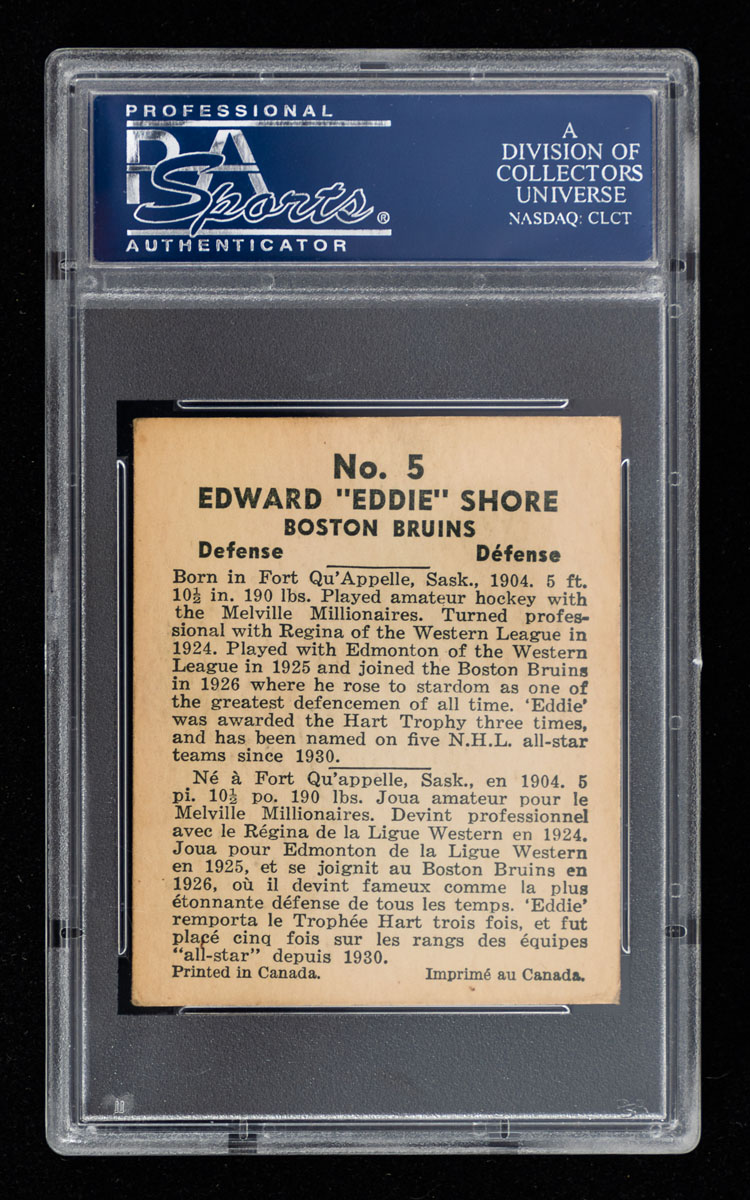 PROFESSIONAL
PSA
Sports®
AUTHENTICATOR
A
DIVISION OF
COLLECTORS
UNIVERSE
NASDAQ: CLCT
No. 5
EDWARD "EDDIE" SHORE
BOSTON BRUINS
Defense Défense
Born in Fort Qu'Appelle, Sask., 1904. 5 ft.
10½ in. 190 lbs. Played amateur hockey with
the Melville Millionaires. Turned profes-
sional with Regina of the Western League in
1924. Played with Edmonton of the Western
League in 1925 and joined the Boston Bruins
in 1926 where he rose to stardom as one of
the greatest defencemen of all time. 'Eddie'
was awarded the Hart Trophy three times,
and has been named on five N.H.L. all-star
teams since 1930.
Né à Fort Qu'appelle, Sask., en 1904. 5
pi. 10½ po. 190 lbs. Joua amateur pour le
Melville Millionaires. Devint professionnel
avec le Régina de la Ligue Western en 1924.
Joua pour Edmonton de la Ligue Western
en 1925, et se joignit au Boston Bruins en
1926, où il devint fameux comme la plus
étonnante défense de tous les temps. 'Eddie'
remporta le Trophée Hart trois fois, et fut
placé cinq fois sur les rangs des équipes
"all-star" depuis 1930.
Printed in Canada. Imprimé au Canada.